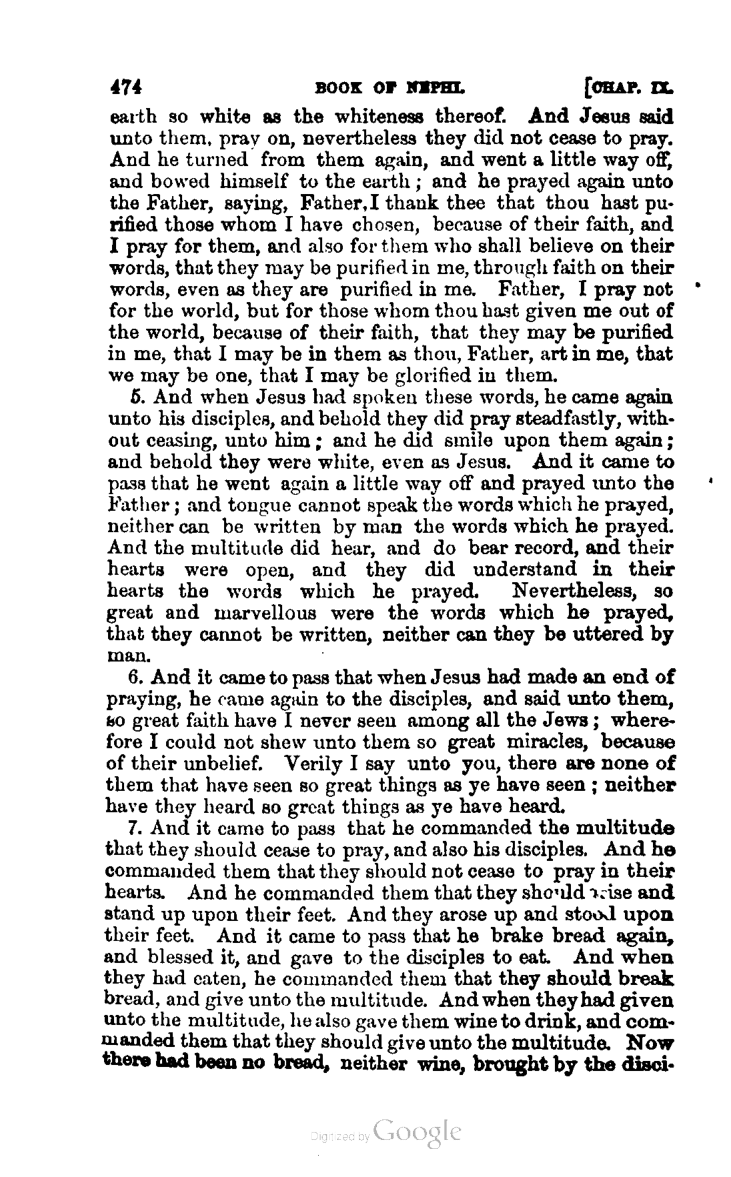 474 BOOK OF NEPHI. [CHAP. IX.
earth so white as the whiteness thereof. And Jesus said
unto them, pray on, nevertheless they did not cease to pray.
And he turned from them again, and went a little way off,
and bowed himself to the earth; and he prayed again unto
the Father, saying, Father, I thank thee that thou hast pu-
rified those whom I have chosen, because of their faith, and
I pray for them, and also for them who shall believe on their
words, that they may be purified in me, through faith on their
words, even as they are purified in me. Father, I pray not
for the world, but for those whom thou hast given me out of
the world, because of their faith, that they may be purified
in me, that I may be in them as thou, Father, art in me, that
we may be one, that I may be glorified in them.
5. And when Jesus had spoken these words, he came again
unto his disciples, and behold they did pray steadfastly, with-
out ceasing, unto him; and he did smile upon them again;
and behold they were white, even as Jesus. And it came to
pass that he went again a little way off and prayed unto the
Father; and tongue cannot speak the words which he prayed,
neither can be written by man the words which he prayed.
And the multitude did hear, and do bear record, and their
hearts were open, and they did understand in their
hearts the words which he prayed. Nevertheless, so
great and marvellous were the words which he prayed,
that they cannot be written, neither can they be uttered by
man.
6. And it came to pass that when Jesus had made an end of
praying, he came again to the disciples, and said unto them,
so great faith have I never seen among all the Jews; where-
fore I could not shew unto them so great miracles, because
of their unbelief. Verily I say unto you, there are none of
them that have seen so great things as ye have seen; neither
have they heard so great things as ye have heard.
7. And it came to pass that he commanded the multitude
that they should cease to pray, and also his disciples. And he
commanded them that they should not cease to pray in their
hearts. And he commanded them that they should arise and
stand up upon their feet. And they arose up and stood upon
their feet. And it came to pass that he brake bread again,
and blessed it, and gave to the disciples to eat. And when
they had eaten, he commanded them that they should break
bread, and give unto the multitude. And when they had given
unto the multitude, he also gave them wine to drink, and com-
manded them that they should give unto the multitude. Now
there had been no bread, neither wine, brought by the disci-
Digitized by Google